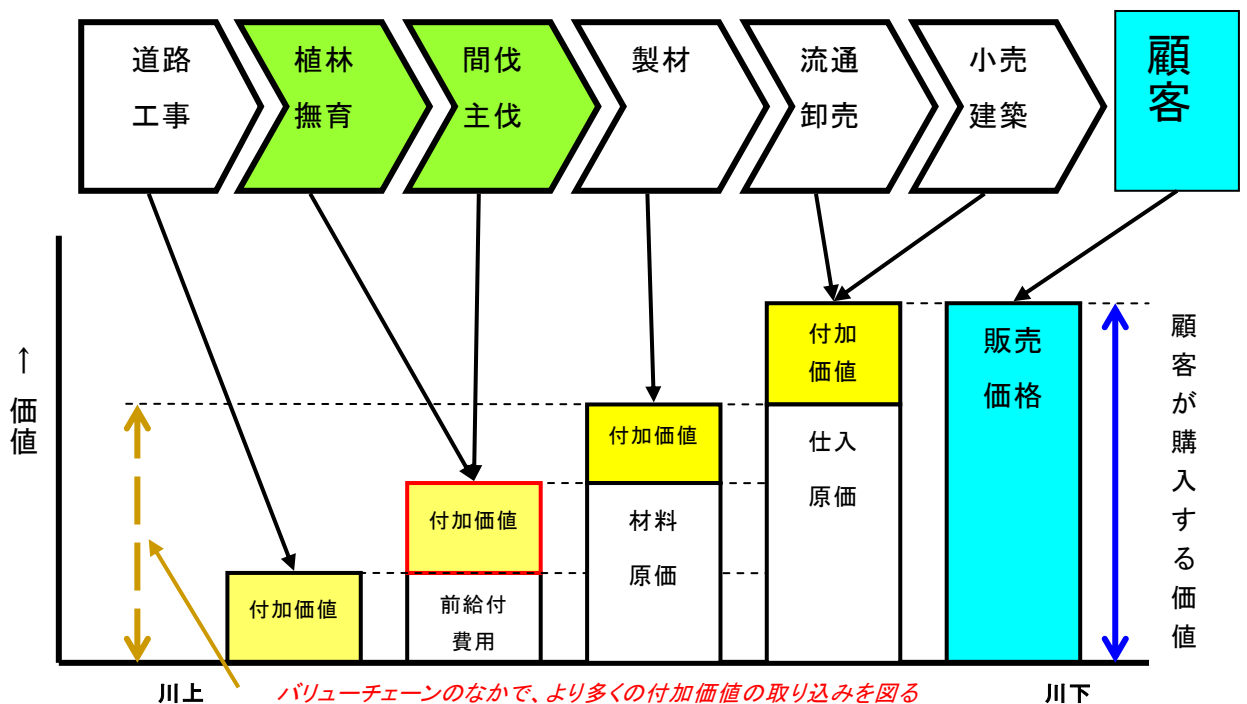 道路
工事
植林
撫育
間伐
主伐
製材
流通
卸売
小売
建築
顧客
↑価値
付加価値
付加価値
前給付
費用
付加価値
材料
原価
付加
価値
仕入
原価
販売
価格
顧客が購入する価値
川上
バリューチェーンのなかで、より多くの付加価値の取り込みを図る
川下